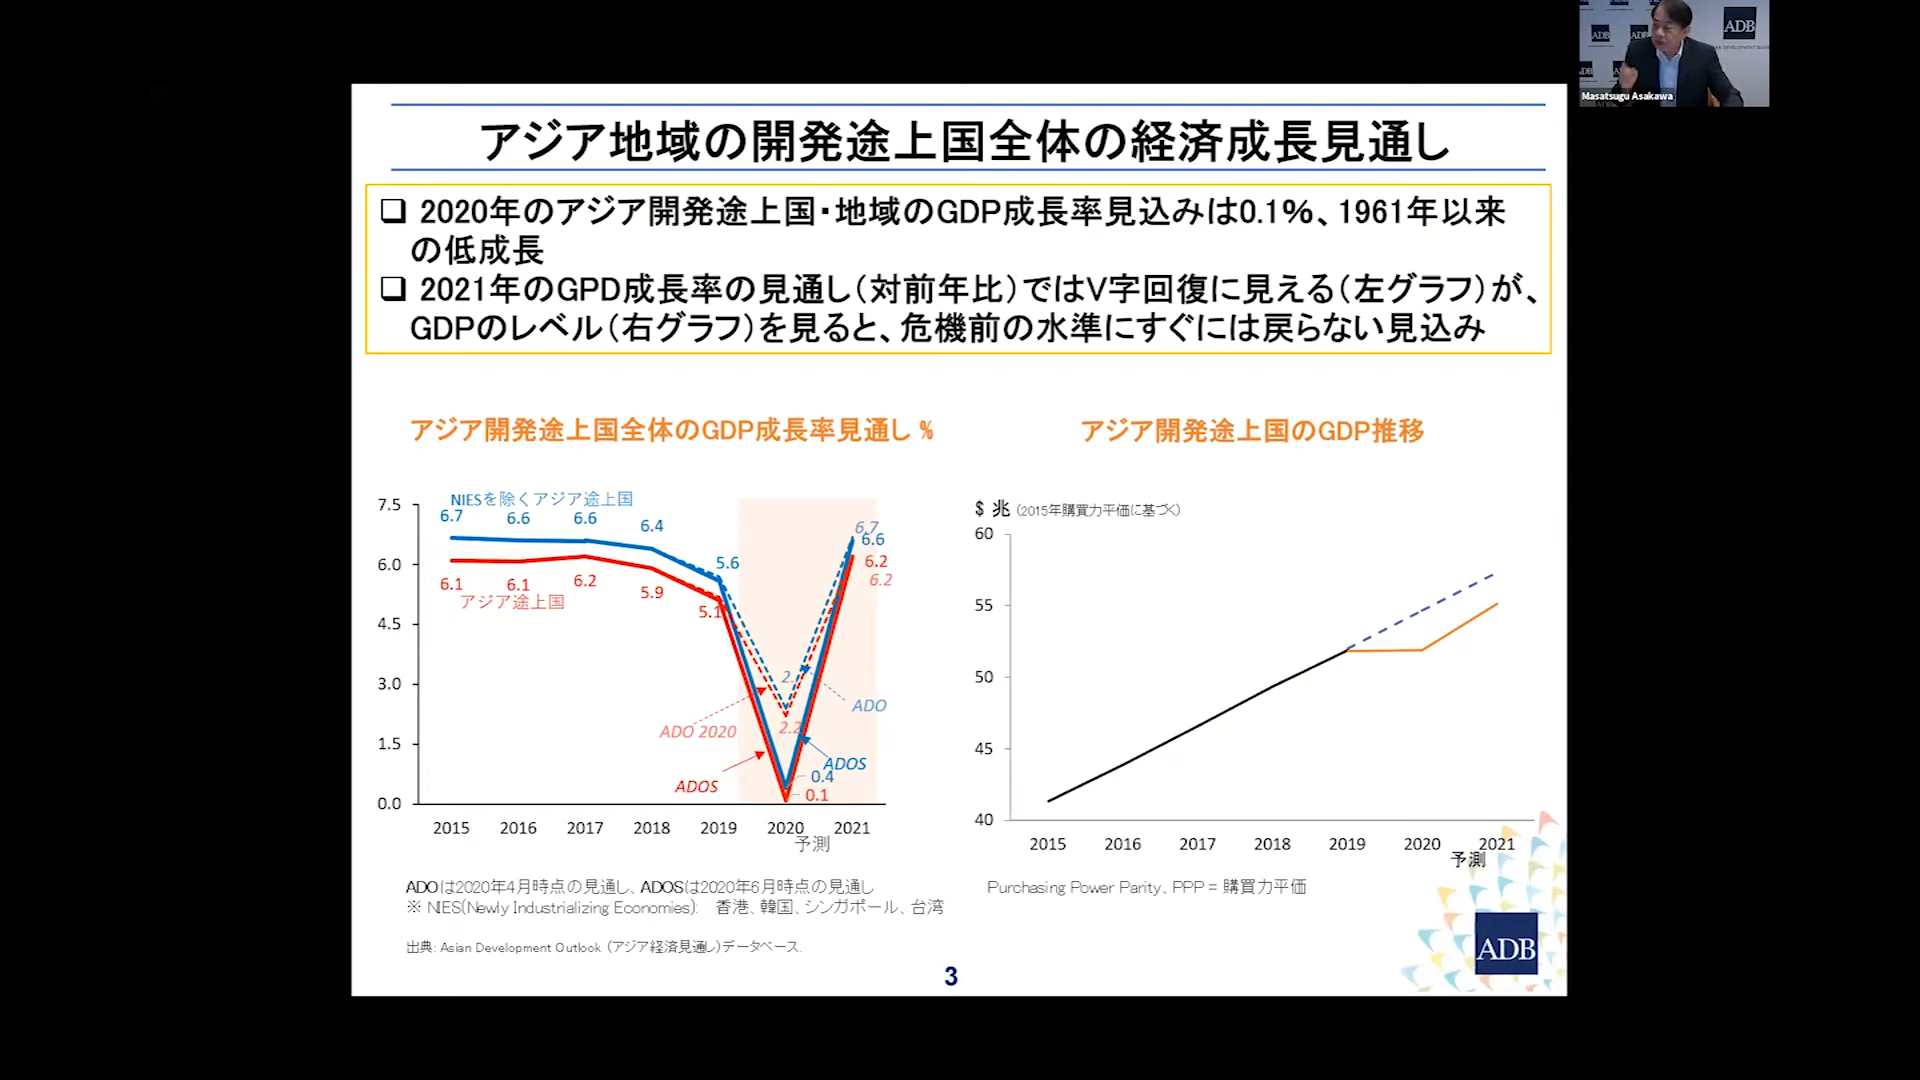 ADB
Masatsugu Asakawa
アジア地域の開発途上国全体の経済成長見通し
❑ 2020年のアジア開発途上国・地域のGDP成長率見込みは0.1%、1961年以来
の低成長
❑ 2021年のGPD成長率の見通し(対前年比)ではV字回復に見える(左グラフ)が、
GDPのレベル(右グラフ)を見ると、危機前の水準にすぐには戻らない見込み
アジア開発途上国全体のGDP成長率見通し %
7.5
6.0
4.5
3.0
1.5
0.0
NIESを除くアジア途上国
6.7 6.6 6.6 6.4 5.6
6.1 6.1 6.2 5.9 5.1
アジア途上国
6.7
6.6
6.2
6.2
2.2
ADO
ADO 2020
ADOS
ADOS
0.4
0.1
2015 2016 2017 2018 2019 2020 2021
予測
ADOは2020年4月時点の見通し、ADOSは2020年6月時点の見通し
※ NIES(Newly Industrializing Economies): 香港、韓国、シンガポール、台湾
出典: Asian Development Outlook (アジア経済見通し)データベース.
アジア開発途上国のGDP推移
$ 兆 (2015年購買力平価に基づく)
60
55
50
45
40
2015 2016 2017 2018 2019 2020 2021
予測
Purchasing Power Parity、PPP = 購買力平価
ADB
3